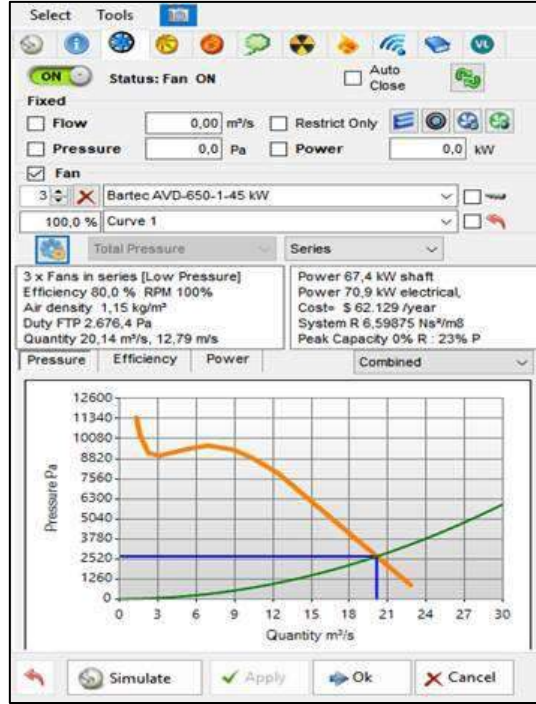 Select Tools
VL
ON Status: Fan ON Auto Close
Fixed
Flow 0,00 m³/s Restrict Only
Pressure 0,0 Pa Power 0,0 kW
Fan
3 Bartec AVD-650-1-45 kW
100,0 % Curve 1
Total Pressure Series
3 x Fans in series [Low Pressure]
Efficiency 80,0 % RPM 100%
Air density 1,15 kg/m³
Duty FTP 2.676,4 Pa
Quantity 20,14 m³/s, 12,79 m/s
Power 67,4 kW shaft
Power 70,9 kW electrical,
Cost= $ 62.129 /year
System R 6,59875 Ns²/m8
Peak Capacity 0% R : 23% P
Pressure Efficiency Power Combined
12600
11340
10080
8820
7560
6300
5040
3780
2520
1260
0
Pressure Pa
0 3 6 9 12 15 18 21 24 27 30
Quantity m³/s
Simulate Apply Ok Cancel